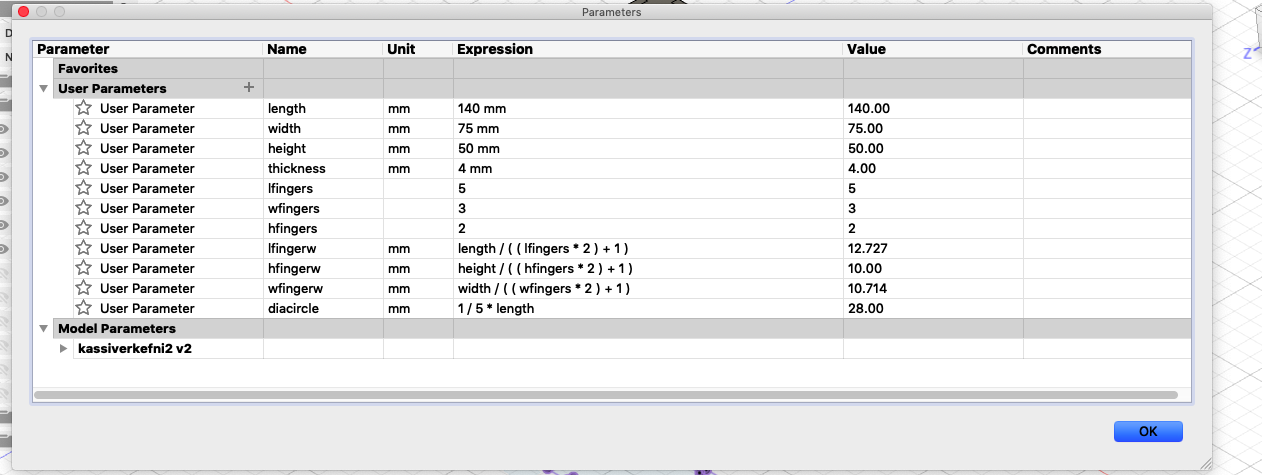 Parameters
D
Parameter Name Unit Expression Value Comments
N
Favorites
User Parameters +
User Parameter length mm 140 mm 140.00
Z
User Parameter width mm 75 mm 75.00
User Parameter height mm 50 mm 50.00
User Parameter thickness mm 4 mm 4.00
User Parameter lfingers 5 5
User Parameter wfingers 3 3
User Parameter hfingers 2 2
User Parameter lfingerw mm length / ( ( lfingers * 2 ) + 1 ) 12.727
User Parameter hfingerw mm height / ( ( hfingers * 2 ) + 1 ) 10.00
User Parameter wfingerw mm width / ( ( wfingers * 2 ) + 1 ) 10.714
User Parameter diacircle mm 1 / 5 * length 28.00
Model Parameters
kassiverkefni2 v2
OK